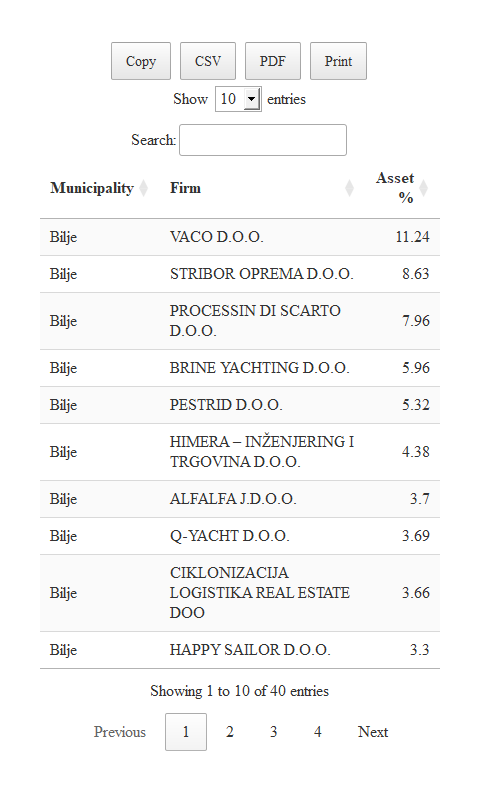 Copy CSV PDF Print
Show 10 entries
Search:
Municipality Firm Asset %
Bilje VACO D.O.O. 11.24
Bilje STRIBOR OPREMA D.O.O. 8.63
Bilje PROCESSIN DI SCARTO 7.96
D.O.O.
Bilje BRINE YACHTING D.O.O. 5.96
Bilje PESTRID D.O.O. 5.32
Bilje HIMERA – INŽENJERING I 4.38
TRGOVINA D.O.O.
Bilje ALFALFA J.D.O.O. 3.7
Bilje Q-YACHT D.O.O. 3.69
CIKLONIZACIJA
Bilje LOGISTIKA REAL ESTATE 3.66
DOO
Bilje HAPPY SAILOR D.O.O. 3.3
Showing 1 to 10 of 40 entries
Previous 1 2 3 4 Next